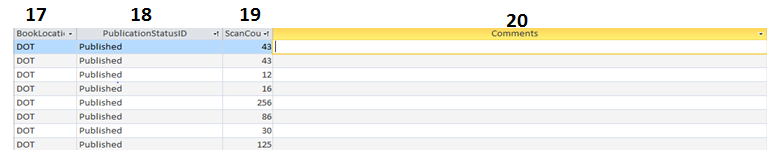 17 18 19 20
BookLocati PublicationStatusID ScanCou Comments
DOT Published 43
DOT Published 43
DOT Published 12
DOT Published 16
DOT Published 256
DOT Published 86
DOT Published 30
DOT Published 125